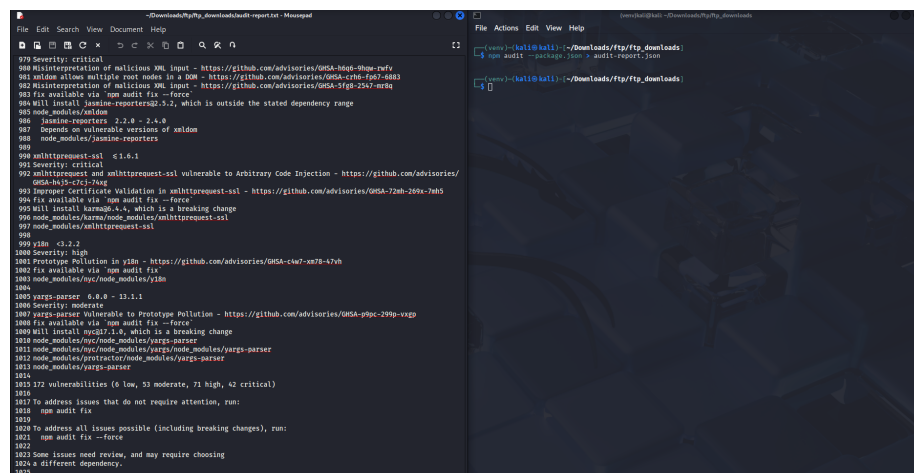 ~/Downloads/ftp/ftp_downloads/audit-report.txt - Mousepad
File Edit Search View Document Help
979 Severity: critical
980 Misinterpretation of malicious XML input - https://github.com/advisories/GHSA-h6q6-9hqw-rwfv
981 xmldom allows multiple root nodes in a DOM - https://github.com/advisories/GHSA-crh6-fp67-6883
982 Misinterpretation of malicious XML input - https://github.com/advisories/GHSA-5fg8-2547-mr8q
983 fix available via `npm audit fix --force`
984 Will install jasmine-reporters@2.5.2, which is outside the stated dependency range
985 node_modules/xmldom
986 jasmine-reporters 2.2.0 - 2.4.0
987 Depends on vulnerable versions of xmldom
988 node_modules/jasmine-reporters
989
990 xmlhttprequest-ssl ≤1.6.1
991 Severity: critical
992 xmlhttprequest and xmlhttprequest-ssl vulnerable to Arbitrary Code Injection - https://github.com/advisories/
GHSA-h4j5-c7cj-74xg
993 Improper Certificate Validation in xmlhttprequest-ssl - https://github.com/advisories/GHSA-72mh-269x-7mh5
994 fix available via `npm audit fix --force`
995 Will install karma@6.4.4, which is a breaking change
996 node_modules/karma/node_modules/xmlhttprequest-ssl
997 node_modules/xmlhttprequest-ssl
998
999 y18n <3.2.2
1000 Severity: high
1001 Prototype Pollution in y18n - https://github.com/advisories/GHSA-c4w7-xm78-47vh
1002 fix available via `npm audit fix`
1003 node_modules/nyc/node_modules/y18n
1004
1005 yargs-parser 6.0.0 - 13.1.1
1006 Severity: moderate
1007 yargs-parser Vulnerable to Prototype Pollution - https://github.com/advisories/GHSA-p9pc-299p-vxgp
1008 fix available via `npm audit fix --force`
1009 Will install nyc@17.1.0, which is a breaking change
1010 node_modules/nyc/node_modules/yargs-parser
1011 node_modules/nyc/node_modules/yargs/node_modules/yargs-parser
1012 node_modules/protractor/node_modules/yargs-parser
1013 node_modules/yargs-parser
1014
1015 172 vulnerabilities (6 low, 53 moderate, 71 high, 42 critical)
1016
1017 To address issues that do not require attention, run:
1018 npm audit fix
1019
1020 To address all issues possible (including breaking changes), run:
1021 npm audit fix --force
1022
1023 Some issues need review, and may require choosing
1024 a different dependency.
1025
(venv)kali@kali: ~/Downloads/ftp/ftp_downloads
File Actions Edit View Help
(venv)-(kali㉿kali)-[~/Downloads/ftp/ftp_downloads]
$ npm audit --package.json > audit-report.json
(venv)-(kali㉿kali)-[~/Downloads/ftp/ftp_downloads]
$